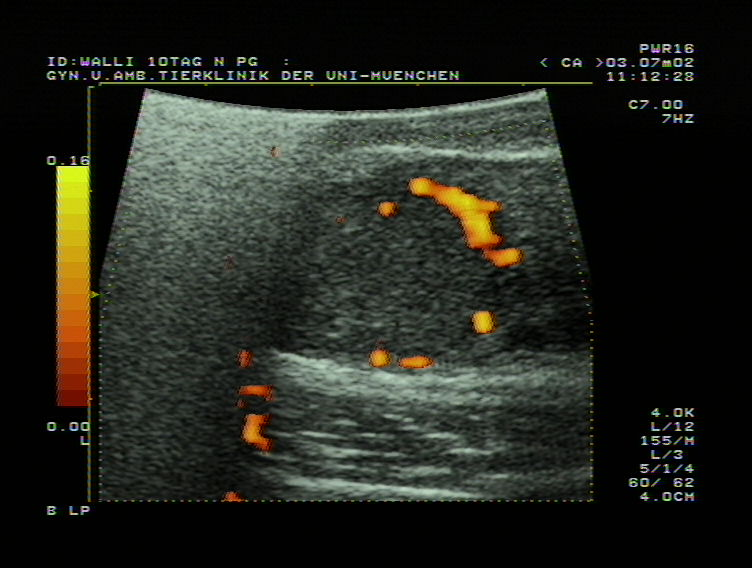 PWR16
ID:WALLI 10TAG N PG :
< CA >03.07m02
GYN.U.AMB.TIERKLINIK DER UNI-MUENCHEN
11:12:28
C7.00
7HZ
0.16
0.00
L
4.0K
L/12
155/M
L/3
5/1/4
60/ 62
4.0CM
B LP